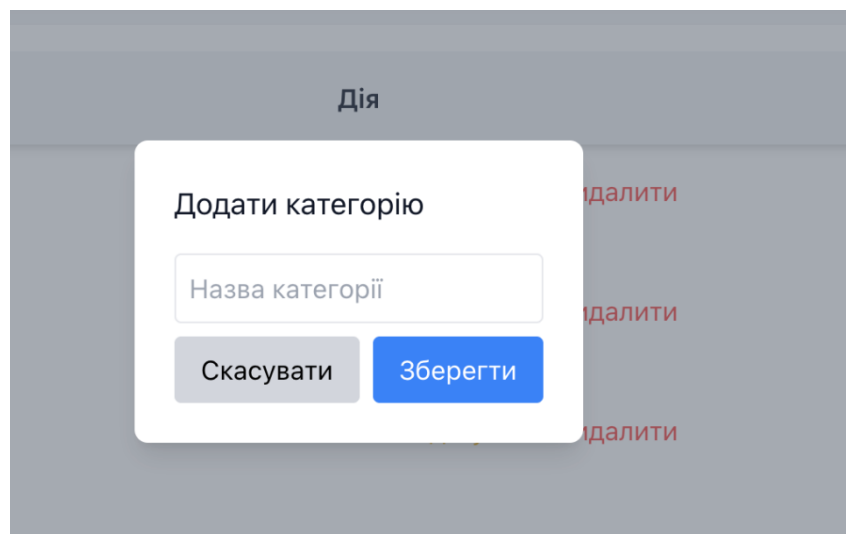 Дія
Додати категорію
Назва категорії
Скасувати Зберегти